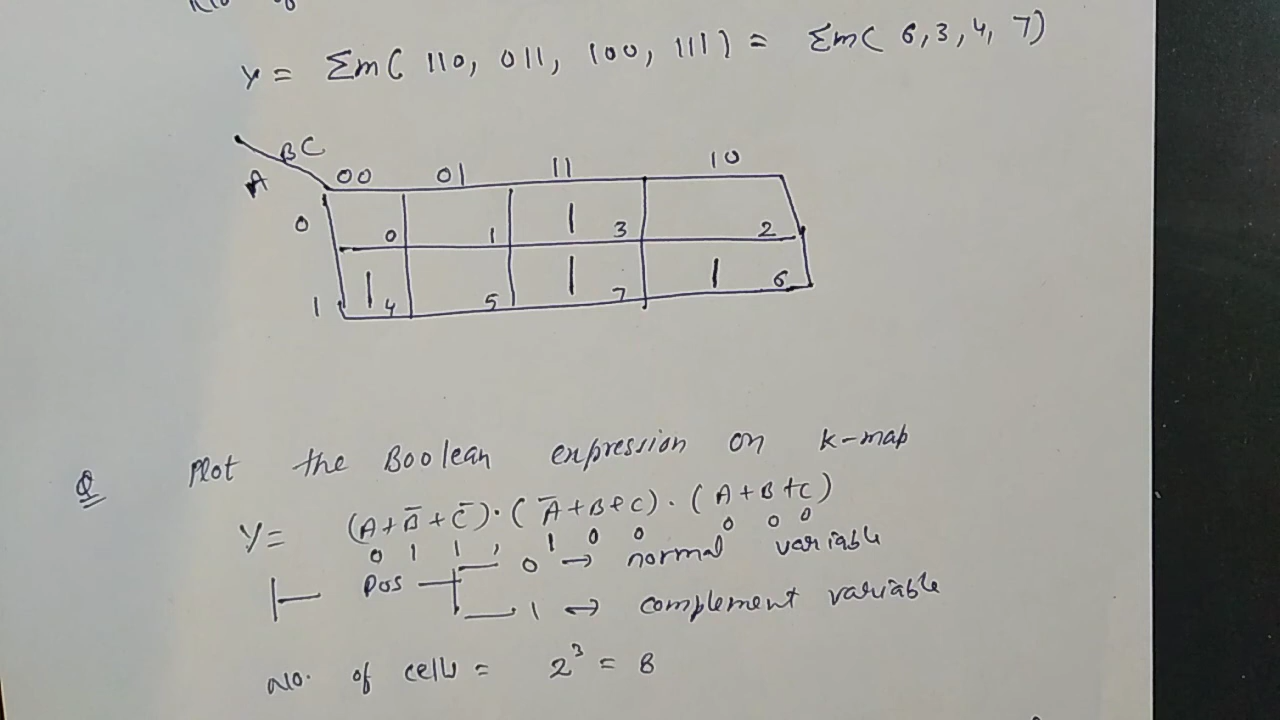 No of
Y = Σm( 110, 011, 100, 111) = Σm( 6,3,4, 7)
BC
A
00 01 11 10
0
0 1 1 3 2
1
1 4 5 1 7 1 6
Q Plot the Boolean expression on k-map
Y = (A+B̅+C̅).(A̅+B+C).(A+B+C)
0 1 1 , 1 0 0 0 0 0
POS 0 → normal variable
1 → complement variable
No. of cells = 2³ = 8